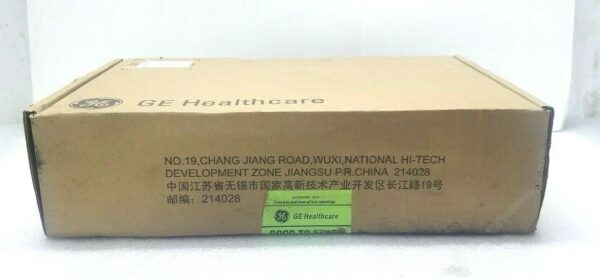 GE Healthcare
NO.19,CHANG JIANG ROAD,WUXI,NATIONAL HI-TECH
DEVELOPMENT ZONE JIANGSU P.R.CHINA 214028
中国江苏省无锡市国家高新技术产业开发区长江路19号
邮编: 214028
GE Healthcare